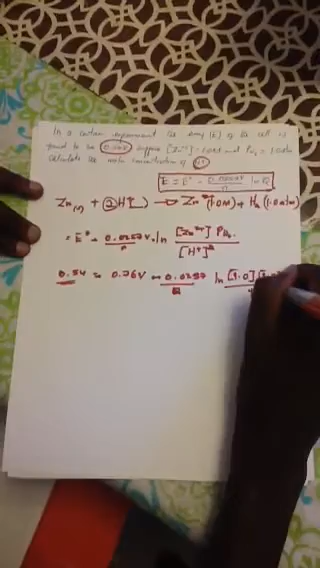 In a certain experiment the emf (E) of the cell is
found to be 0.54V suppose [Zn²⁺] = 1.0M and PH₂ = 1.00atm
Calculate the molar concentration of H⁺
E = E° - 0.0257V/n ln Q
Zn(s) + 2H⁺( ) → Zn²⁺(1.0M) + H₂(1.0atm)
= E° - 0.0257V/n ln [Zn²⁺] PH₂/[H⁺]²
0.54 = 0.76V - 0.0257/2 ln [1.0]